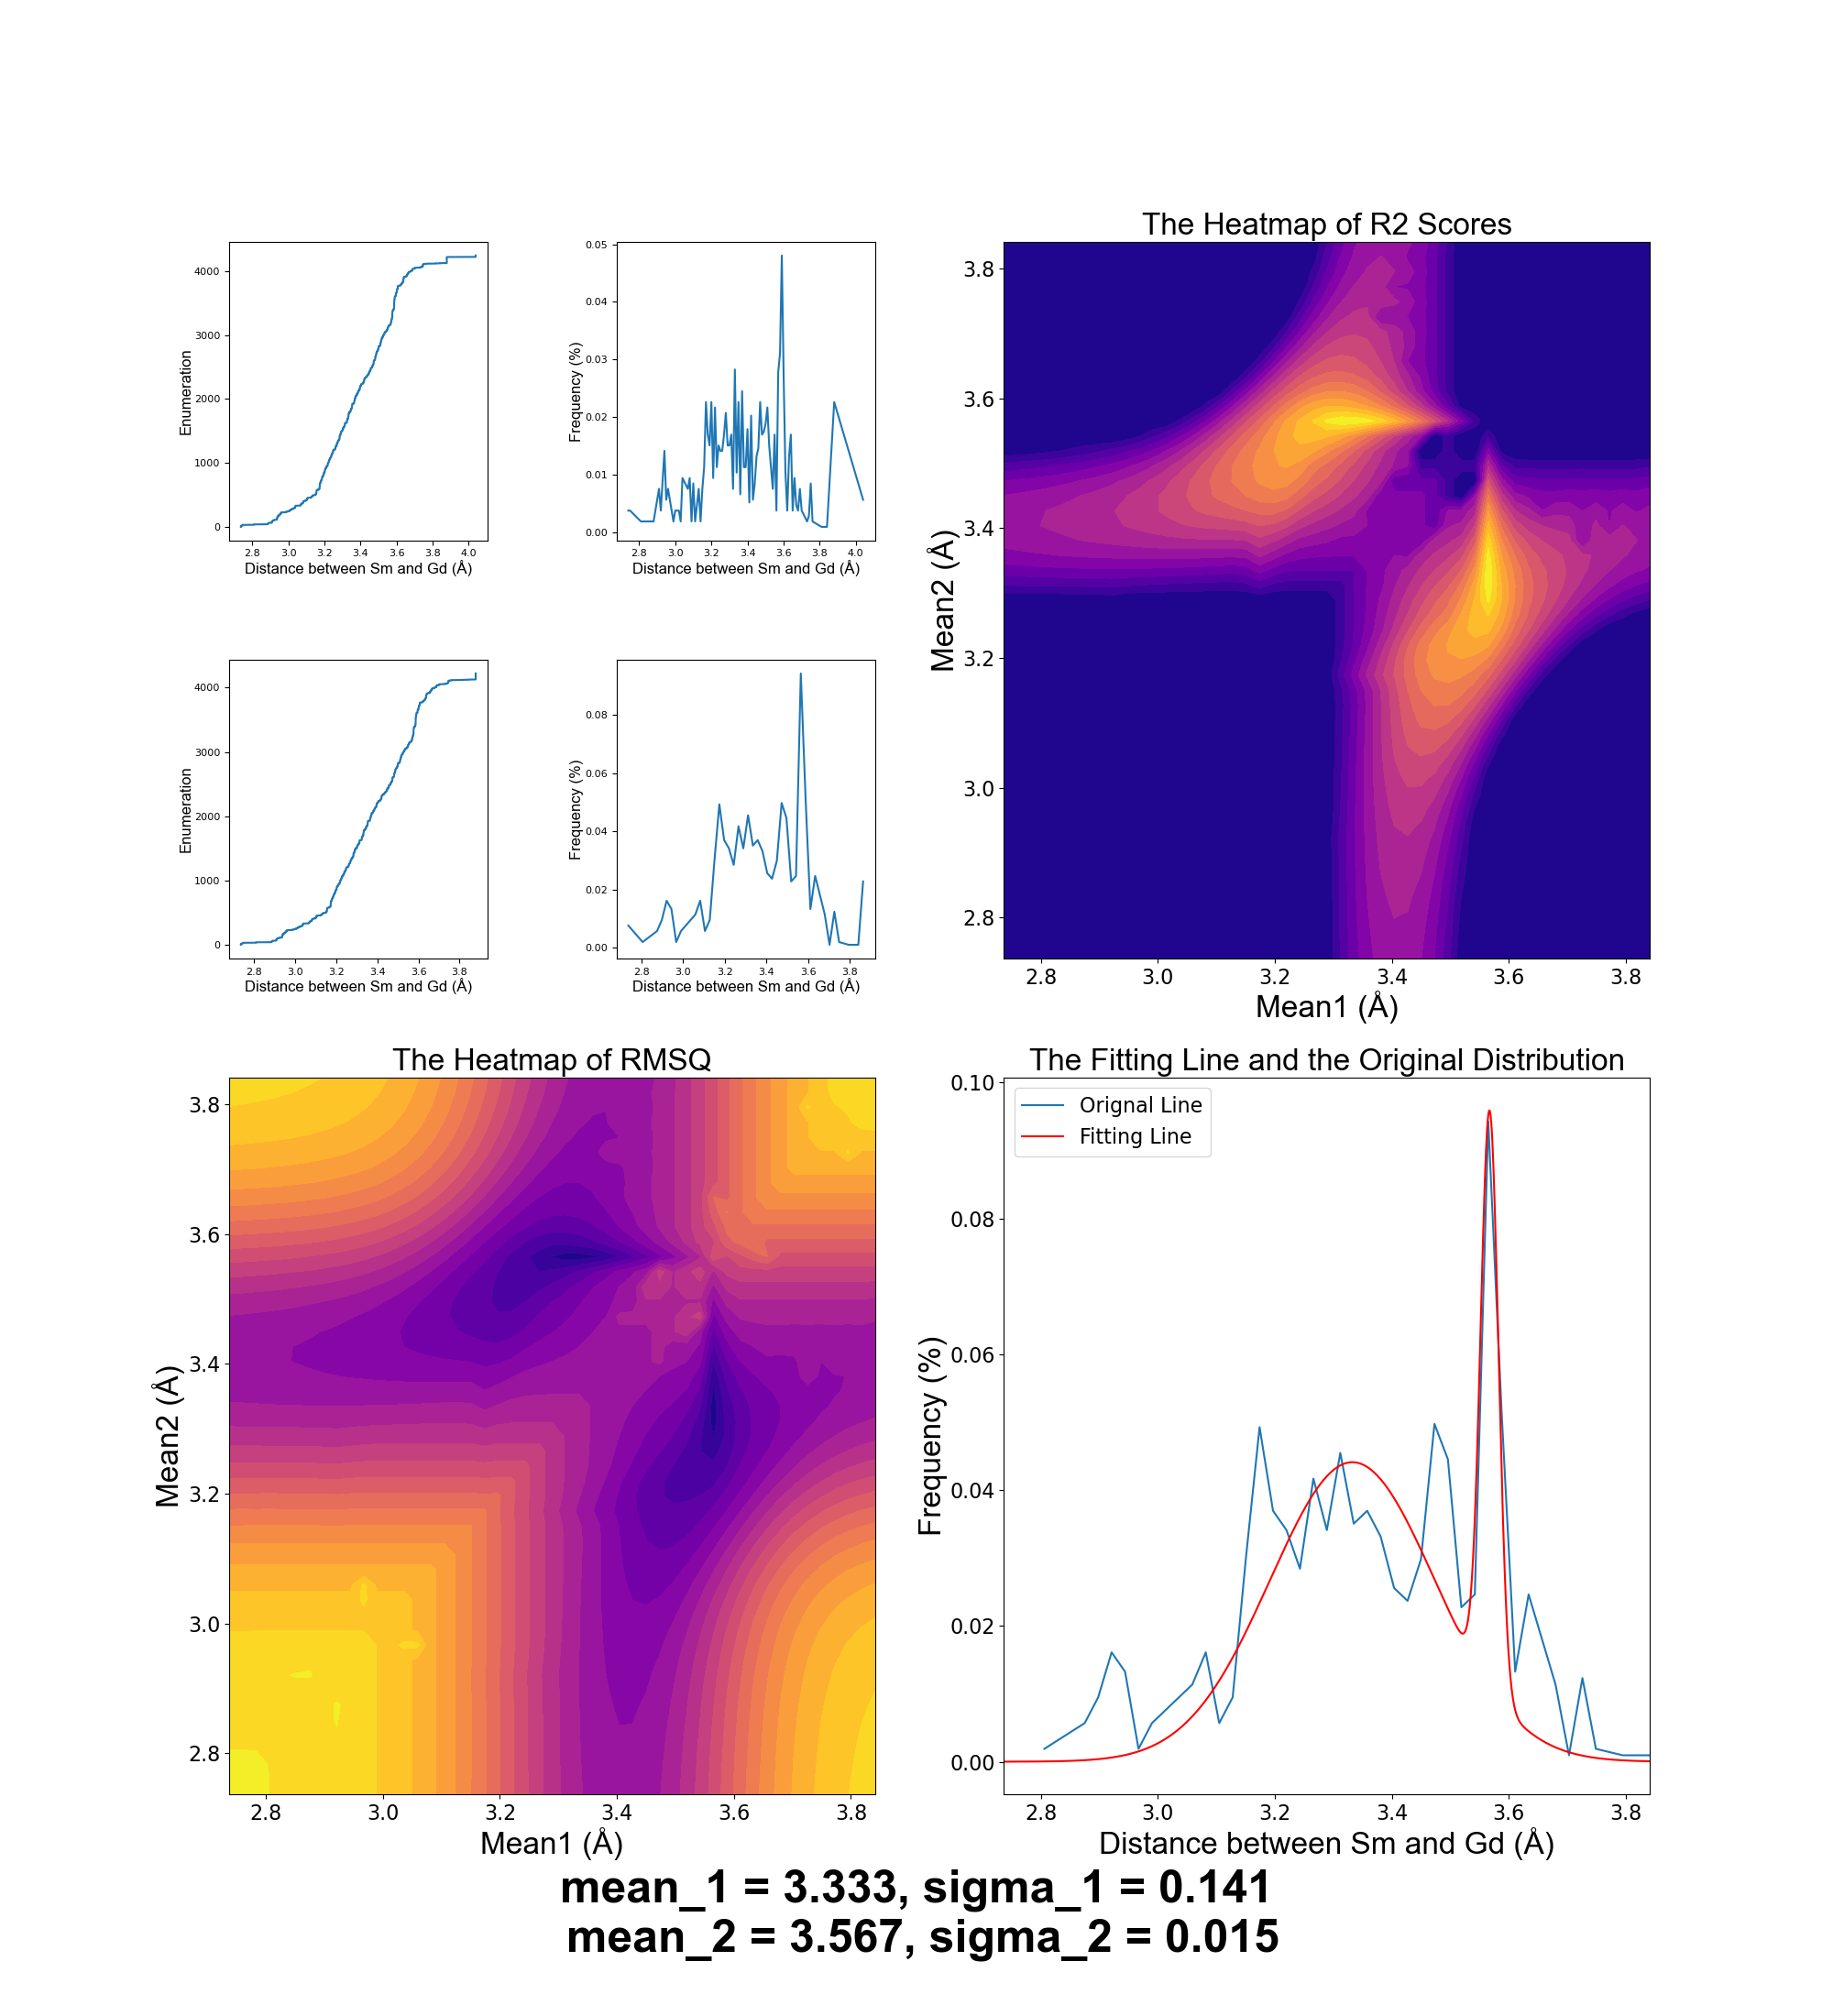 4000
3000
2000
1000
0
Enumeration
2.8 3.0 3.2 3.4 3.6 3.8 4.0
Distance between Sm and Gd (Å)
0.05
0.04
0.03
0.02
0.01
0.00
Frequency (%)
2.8 3.0 3.2 3.4 3.6 3.8 4.0
Distance between Sm and Gd (Å)
The Heatmap of R2 Scores
3.8
3.6
3.4
3.2
3.0
2.8
Mean2 (Å)
2.8 3.0 3.2 3.4 3.6 3.8
Mean1 (Å)
4000
3000
2000
1000
0
Enumeration
2.8 3.0 3.2 3.4 3.6 3.8
Distance between Sm and Gd (Å)
0.08
0.06
0.04
0.02
0.00
Frequency (%)
2.8 3.0 3.2 3.4 3.6 3.8
Distance between Sm and Gd (Å)
The Heatmap of RMSQ
3.8
3.6
3.4
3.2
3.0
2.8
Mean2 (Å)
2.8 3.0 3.2 3.4 3.6 3.8
Mean1 (Å)
The Fitting Line and the Original Distribution
Orignal Line
Fitting Line
0.10
0.08
0.06
0.04
0.02
0.00
Frequency (%)
2.8 3.0 3.2 3.4 3.6 3.8
Distance between Sm and Gd (Å)
mean_1 = 3.333, sigma_1 = 0.141
mean_2 = 3.567, sigma_2 = 0.015